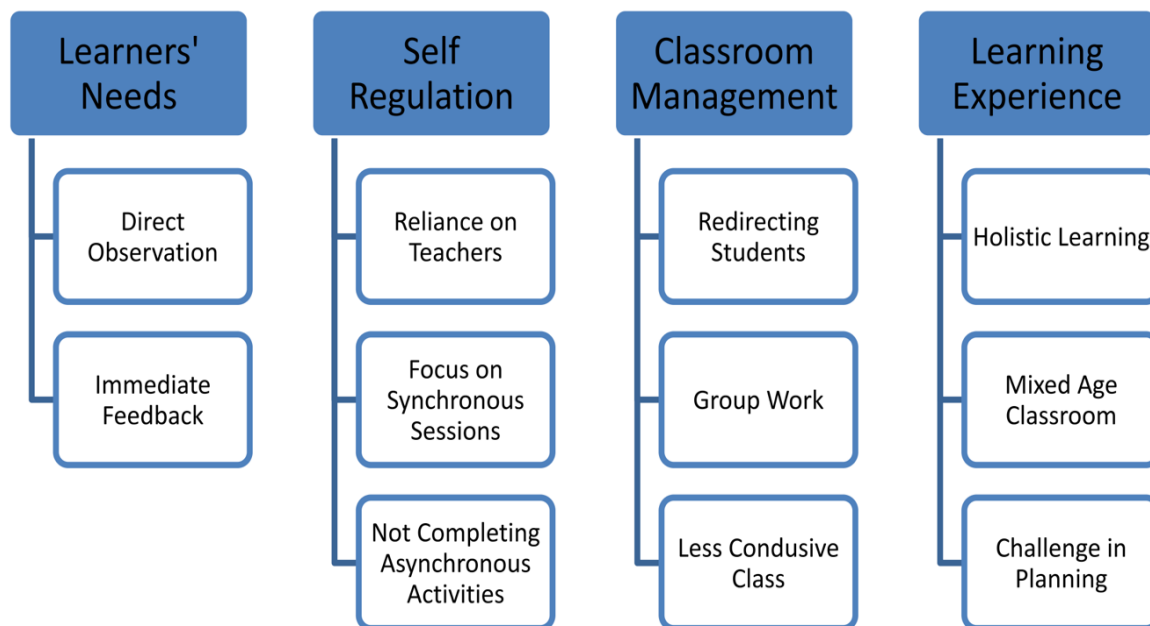 Learners'
Needs
Direct
Observation
Immediate
Feedback
Self
Regulation
Reliance on
Teachers
Focus on
Synchronous
Sessions
Not Completing
Asynchronous
Activities
Classroom
Management
Redirecting
Students
Group Work
Less Condusive
Class
Learning
Experience
Holistic Learning
Mixed Age
Classroom
Challenge in
Planning